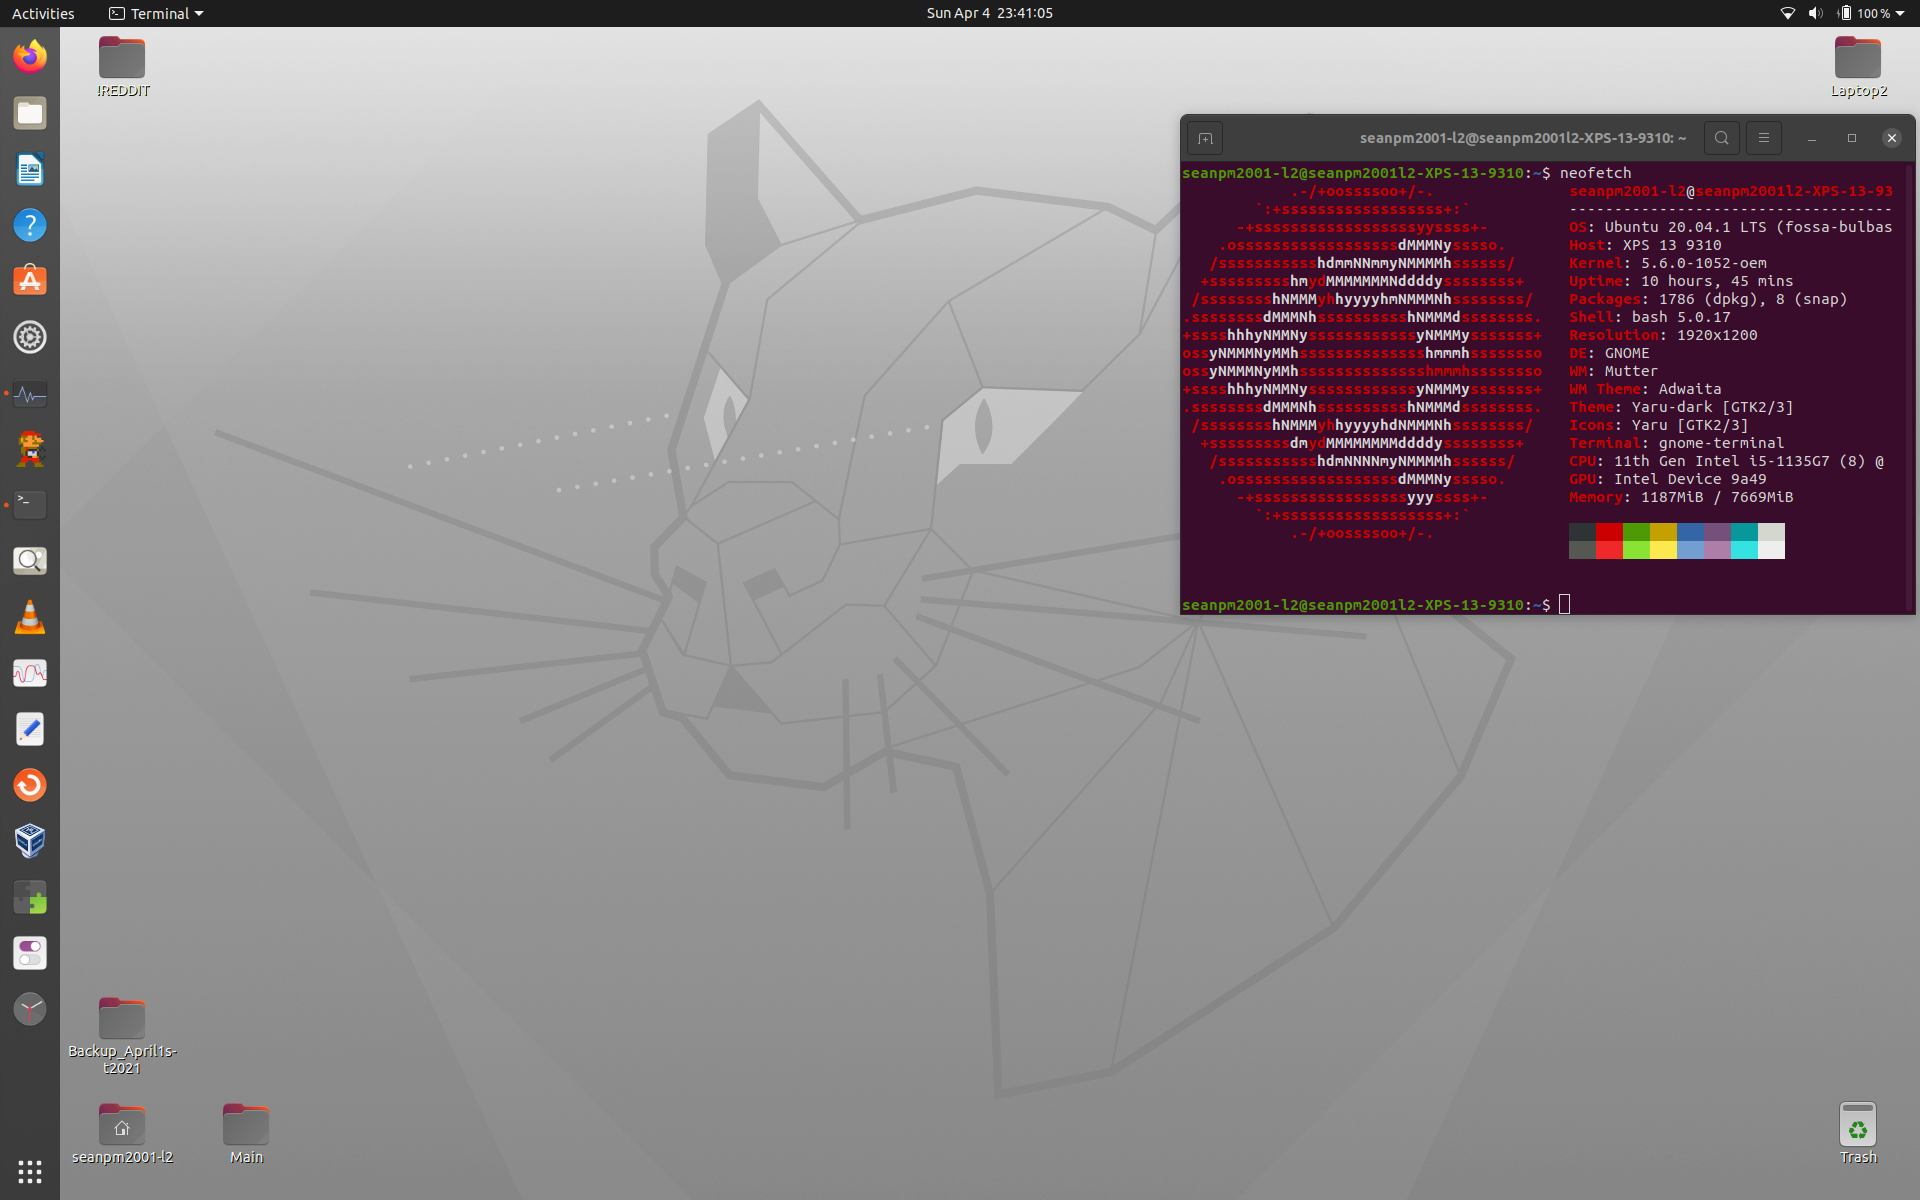 Activities
Terminal
Sun Apr 4 23:41:05
100 %
!REDDIT
Laptop2
seanpm2001-l2@seanpm2001l2-XPS-13-9310: ~
seanpm2001-l2@seanpm2001l2-XPS-13-9310:~$ neofetch
.-/+oossssoo+/-. seanpm2001-l2@seanpm2001l2-XPS-13-93
`:+ssssssssssssssssss+:` ------------------------------------
-+ssssssssssssssssssyyssss+- OS: Ubuntu 20.04.1 LTS (fossa-bulbas
.ossssssssssssssssssdMMMNysssso. Host: XPS 13 9310
/ssssssssssshdmmNNmmyNMMMMhssssss/ Kernel: 5.6.0-1052-oem
+ssssssssshmydMMMMMMMNddddyssssssss+ Uptime: 10 hours, 45 mins
/sssssssshNMMMyhhyyyyhmNMMMNhssssssss/ Packages: 1786 (dpkg), 8 (snap)
.ssssssssdMMMNhsssssssssshNMMMdssssssss. Shell: bash 5.0.17
+sssshhhyNMMNyssssssssssssyNMMMysssssss+ Resolution: 1920x1200
ossyNMMMNyMMhsssssssssssssshmmmhssssssso DE: GNOME
ossyNMMMNyMMhsssssssssssssshmmmhssssssso WM: Mutter
+sssshhhyNMMNyssssssssssssyNMMMysssssss+ WM Theme: Adwaita
.ssssssssdMMMNhsssssssssshNMMMdssssssss. Theme: Yaru-dark [GTK2/3]
/sssssssshNMMMyhhyyyyhdNMMMNhssssssss/ Icons: Yaru [GTK2/3]
+sssssssssdmydMMMMMMMMddddyssssssss+ Terminal: gnome-terminal
/ssssssssssshdmNNNNmyNMMMMhssssss/ CPU: 11th Gen Intel i5-1135G7 (8) @
.ossssssssssssssssssdMMMNysssso. GPU: Intel Device 9a49
-+sssssssssssssssssyyyssss+- Memory: 1187MiB / 7669MiB
`:+ssssssssssssssssss+:`
.-/+oossssoo+/-.
seanpm2001-l2@seanpm2001l2-XPS-13-9310:~$
Backup_April1s-
t2021
seanpm2001-l2
Main
Trash